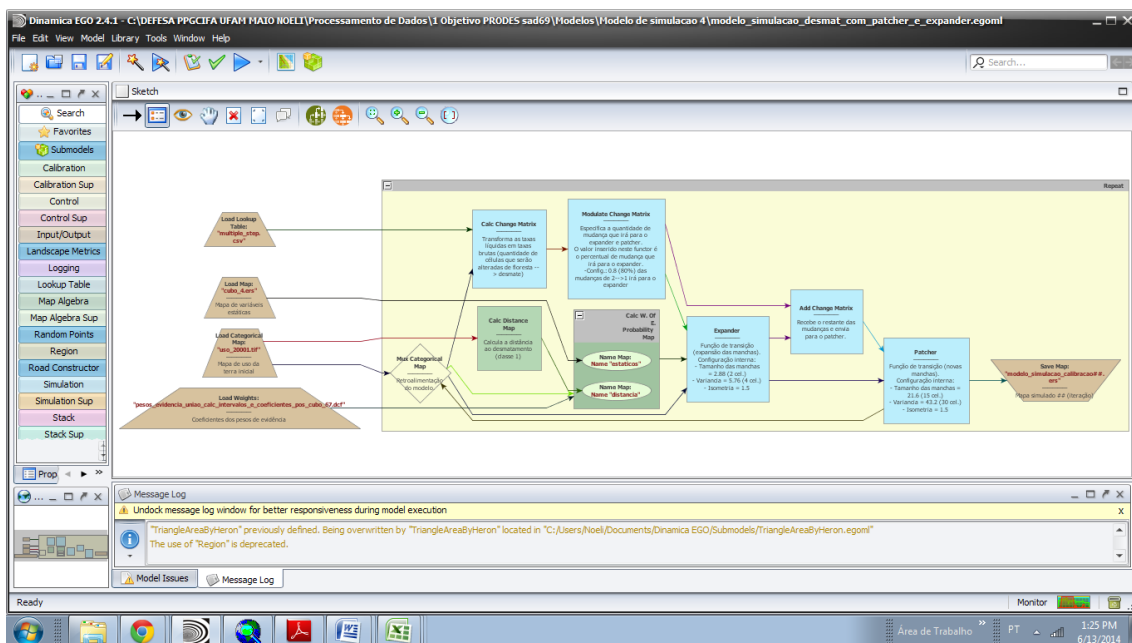 Dinamica EGO 2.4.1 - C:\DEFESA PPGCIFA UFAM MAIO NOELI\Processamento de Dados\1 Objetivo PRODES sad69\Modelos\Modelo de simulacao 4\modelo_simulacao_desmat_com_patcher_e_expander.egoml
File Edit View Model Library Tools Window Help
Search...
Sketch
Search
Favorites
Submodels
Calibration
Calibration Sup
Control
Control Sup
Input/Output
Landscape Metrics
Logging
Lookup Table
Map Algebra
Map Algebra Sup
Random Points
Region
Road Constructor
Simulation
Simulation Sup
Stack
Stack Sup
Prop
Repeat
Load Lookup
Table:
"multiple_step.
csv"
Load Map:
"cubo_4.ers"
Mapa de variáveis
estáticas
Load Categorical
Map:
"uso_20001.tif"
Mapa de uso da
terra inicial
Load Weights:
"pesos_evidencia_uniao_calc_intervalos_e_coeficientes_pos_cubo_67.dcf"
Coeficientes dos pesos de evidência
Mux Categorical
Map
Retroalimentação
do modelo
Calc Change Matrix
Transforma as taxas
líquidas em taxas
brutas (quantidade de
células que serão
alteradas de floresta --
> desmate)
Modulate Change Matrix
Especifica a quantidade de
mudança que irá para o
expander e patcher.
O valor inserido neste functor é
o percentual de mudança que
irá para o expander.
-Config.: 0.8 (80%) das
mudanças de 2-->1 irá para o
expander
Calc Distance
Map
Calcula a distância
ao desmatamento
(classe 1)
Calc W. Of
E.
Probability
Map
Name Map:
Name "estaticos"
Name Map:
Name "distancia"
Expander
Função de transição
(expansão das manchas).
Configuração interna:
- Tamanho das manchas
= 2.88 (2 cel.)
- Variancia = 5.76 (4 cel.)
- Isometria = 1.5
Add Change Matrix
Recebe o restante das
mudanças e envia
para o patcher.
Patcher
Função de transição (novas
manchas).
Configuração interna:
- Tamanho das manchas =
21.6 (15 cel.)
- Variancia = 43.2 (30 cel.)
- Isometria = 1.5
Save Map:
"modelo_simulacao_calibracao##.
ers"
Mapa simulado ## (iteração)
Message Log
Undock message log window for better responsiveness during model execution
x
"TriangleAreaByHeron" previously defined. Being overwritten by "TriangleAreaByHeron" located in "C:/Users/Noeli/Documents/Dinamica EGO/Submodels/TriangleAreaByHeron.egoml"
The use of "Region" is deprecated.
Model Issues
Message Log
Ready
Monitor
Área de Trabalho
PT
1:25 PM
6/13/2014